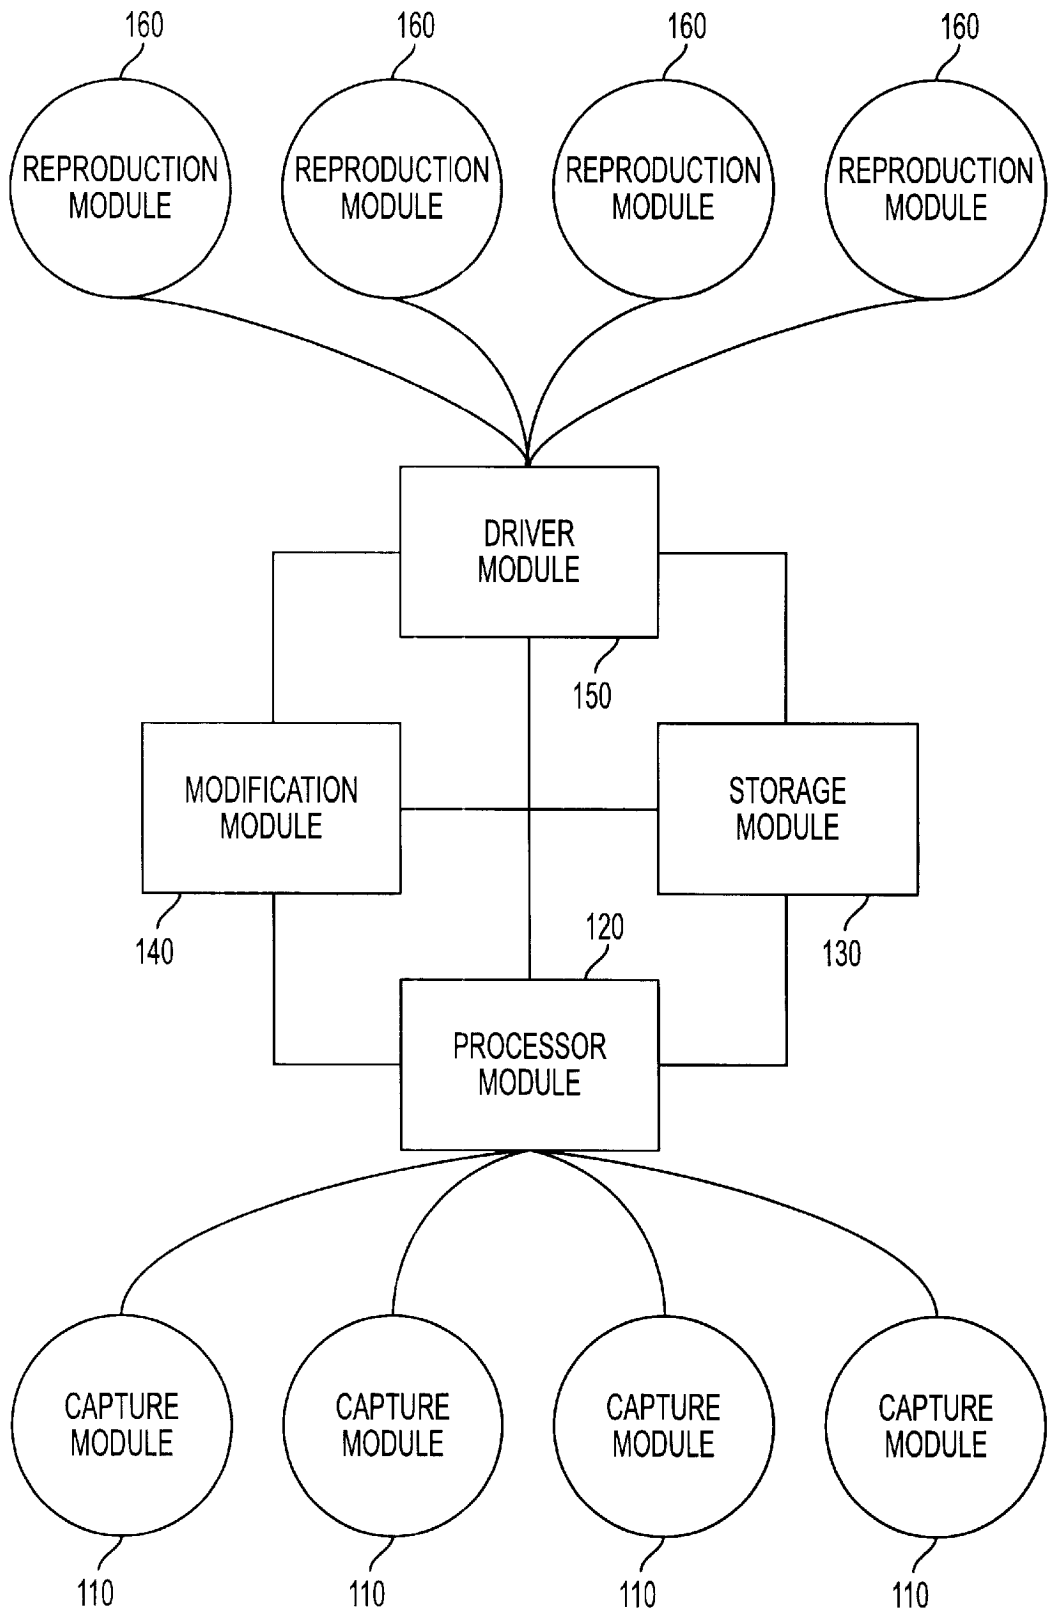 160 160 160 160
REPRODUCTION REPRODUCTION REPRODUCTION REPRODUCTION
MODULE MODULE MODULE MODULE
DRIVER
MODULE
150
MODIFICATION
MODULE
STORAGE
MODULE
140
120
130
PROCESSOR
MODULE
CAPTURE CAPTURE CAPTURE CAPTURE
MODULE MODULE MODULE MODULE
110 110 110 110